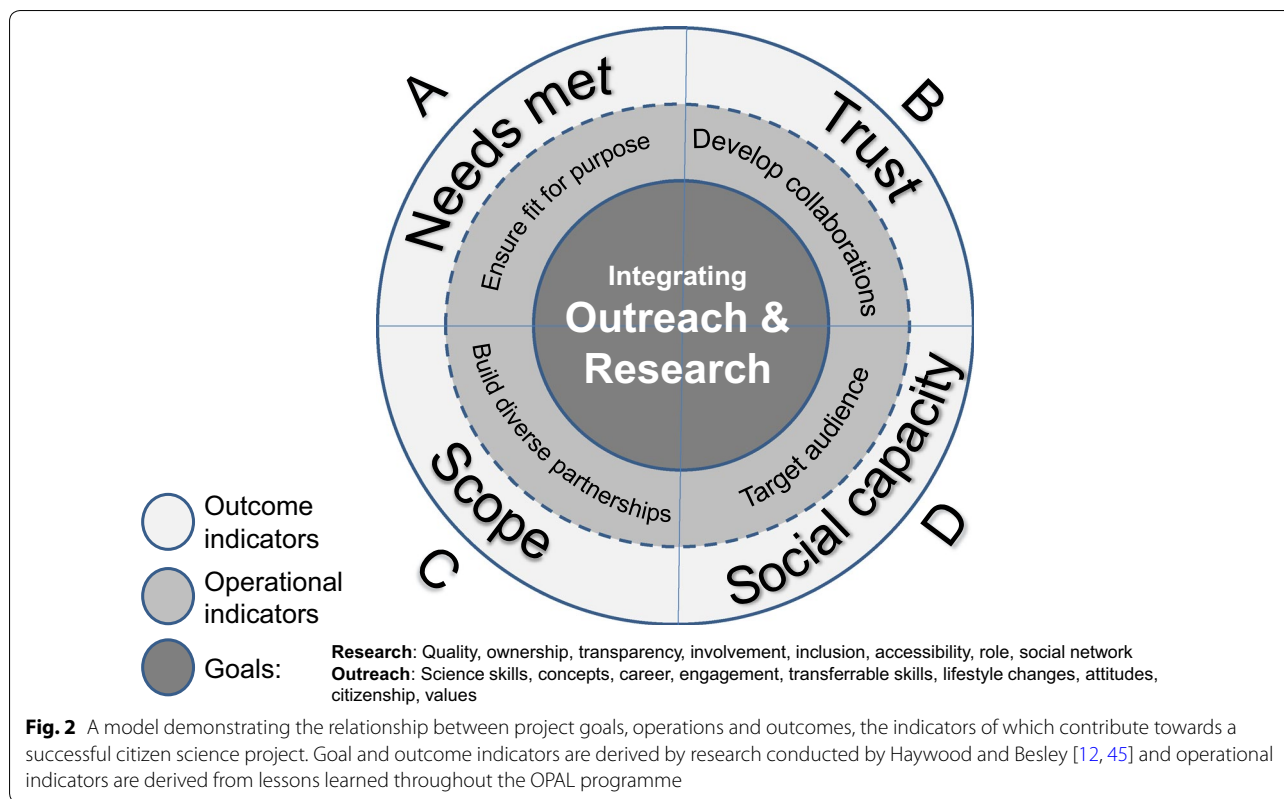 A
B
Needs met
Trust
Ensure fit for purpose
Develop collaborations
Integrating
Outreach &
Research
Build diverse partnerships
Target audience
Scope
Social capacity
C
D
Outcome
indicators
Operational
indicators
Goals:
Research: Quality, ownership, transparency, involvement, inclusion, accessibility, role, social network
Outreach: Science skills, concepts, career, engagement, transferrable skills, lifestyle changes, attitudes,
citizenship, values
Fig. 2 A model demonstrating the relationship between project goals, operations and outcomes, the indicators of which contribute towards a
successful citizen science project. Goal and outcome indicators are derived by research conducted by Haywood and Besley [12, 45] and operational
indicators are derived from lessons learned throughout the OPAL programme